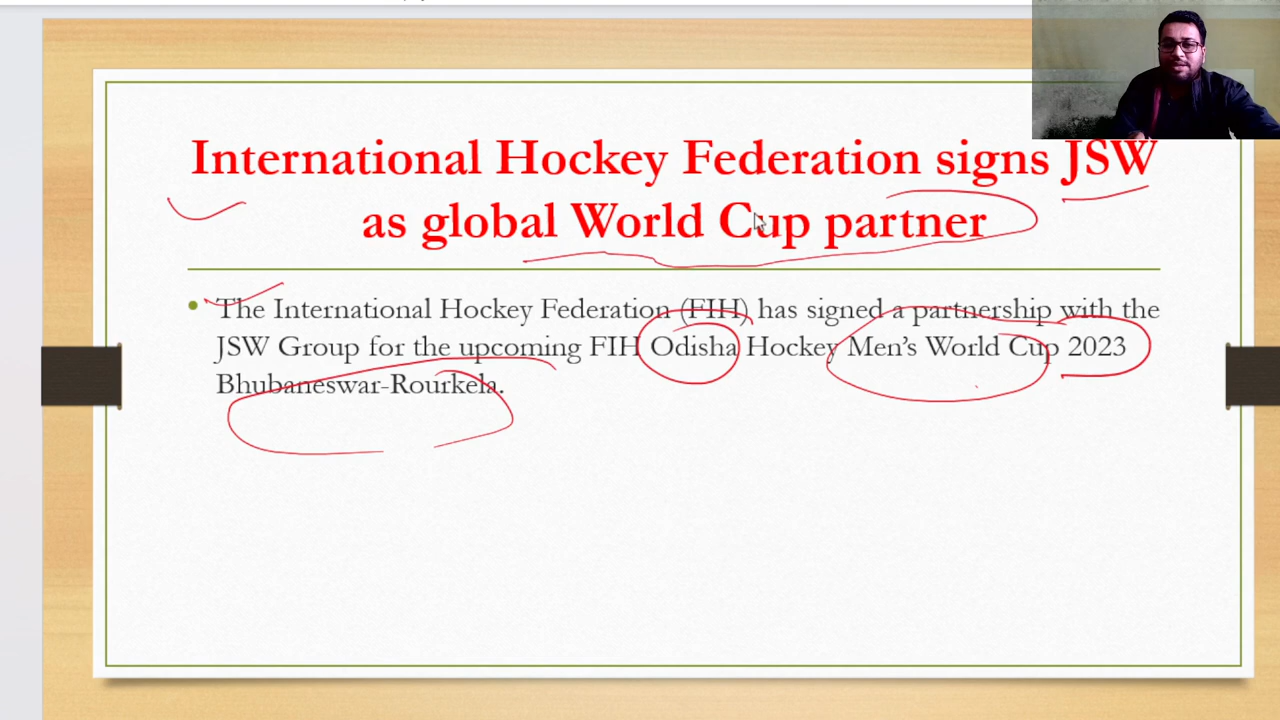 International Hockey Federation signs JSW
as global World Cup partner
• The International Hockey Federation (FIH) has signed a partnership with the
JSW Group for the upcoming FIH Odisha Hockey Men’s World Cup 2023
Bhubaneswar-Rourkela.